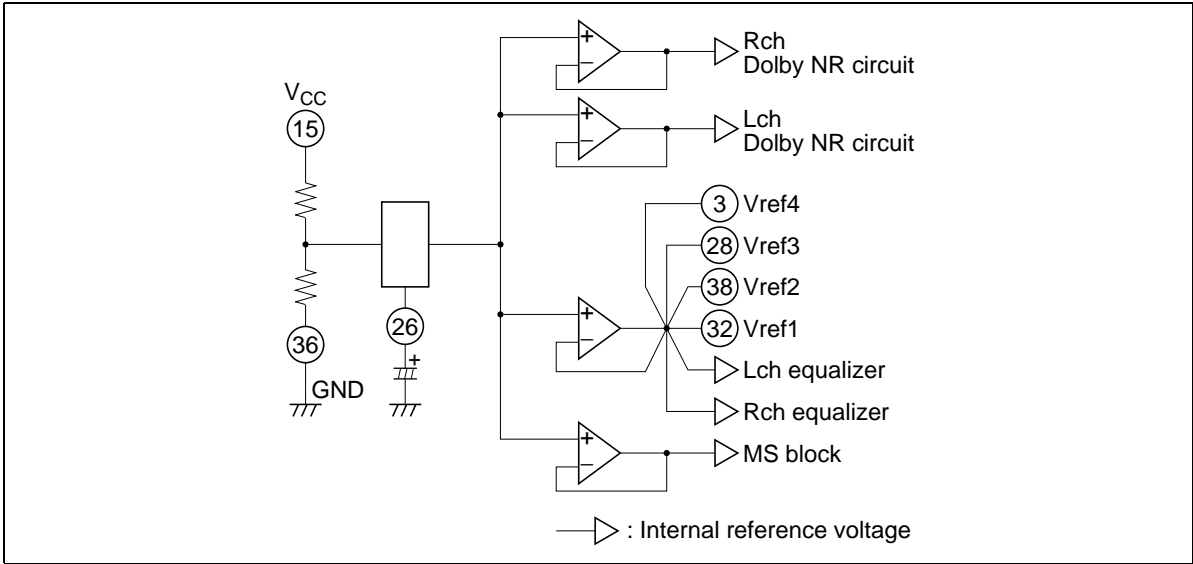 Rch
Dolby NR circuit
VCC
15
Lch
Dolby NR circuit
3 Vref4
28 Vref3
38 Vref2
26
32 Vref1
36
GND
Lch equalizer
Rch equalizer
MS block
: Internal reference voltage